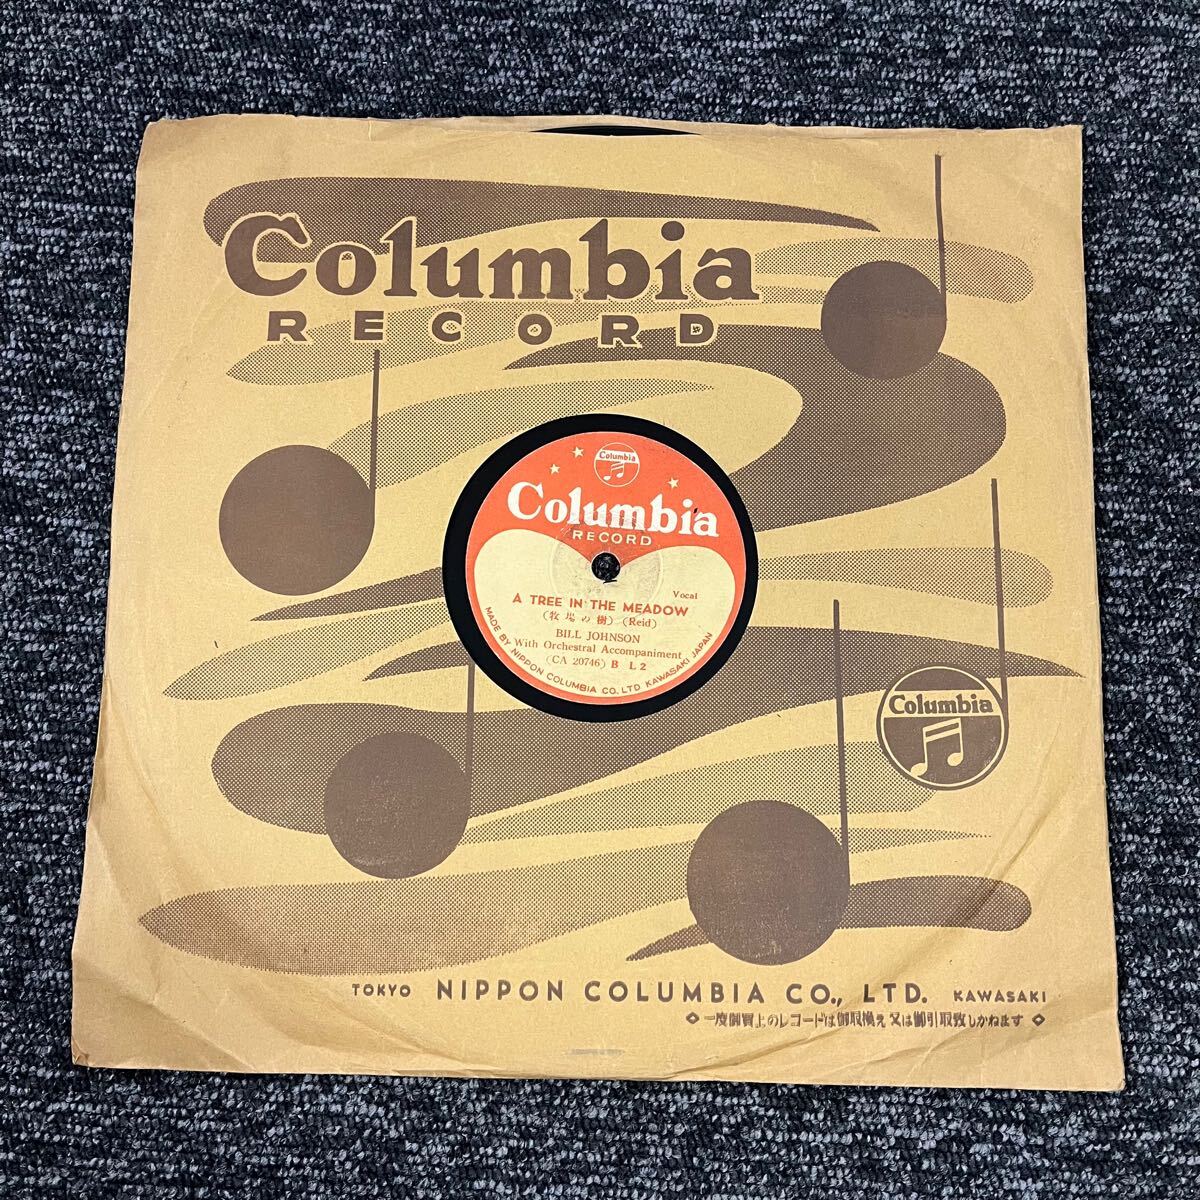 Columbia
RECORD
Columbia
Columbia
RECORD
Vocal
A TREE IN THE MEADOW
(牧場の樹) (Reid)
BILL JOHNSON
With Orchestral Accompaniment
(CA 20746) B L 2
MADE BY NIPPON COLUMBIA CO., LTD KAWASAKI JAPAN
Columbia
TOKYO NIPPON COLUMBIA CO., LTD. KAWASAKI
◇ 一度御買上のレコードは御取換え又は御引取致しかねます ◇